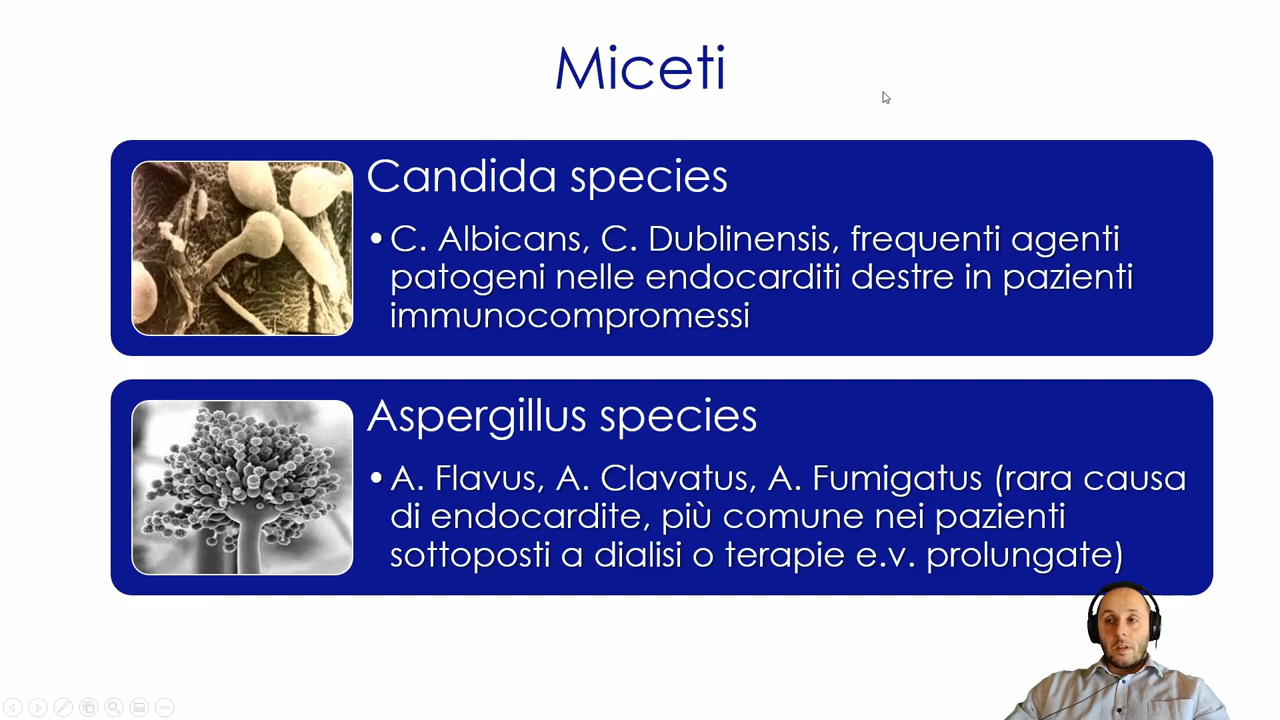 Miceti
Candida species
•C. Albicans, C. Dublinensis, frequenti agenti
patogeni nelle endocarditi destre in pazienti
immunocompromessi
Aspergillus species
•A. Flavus, A. Clavatus, A. Fumigatus (rara causa
di endocardite, più comune nei pazienti
sottoposti a dialisi o terapie e.v. prolungate)